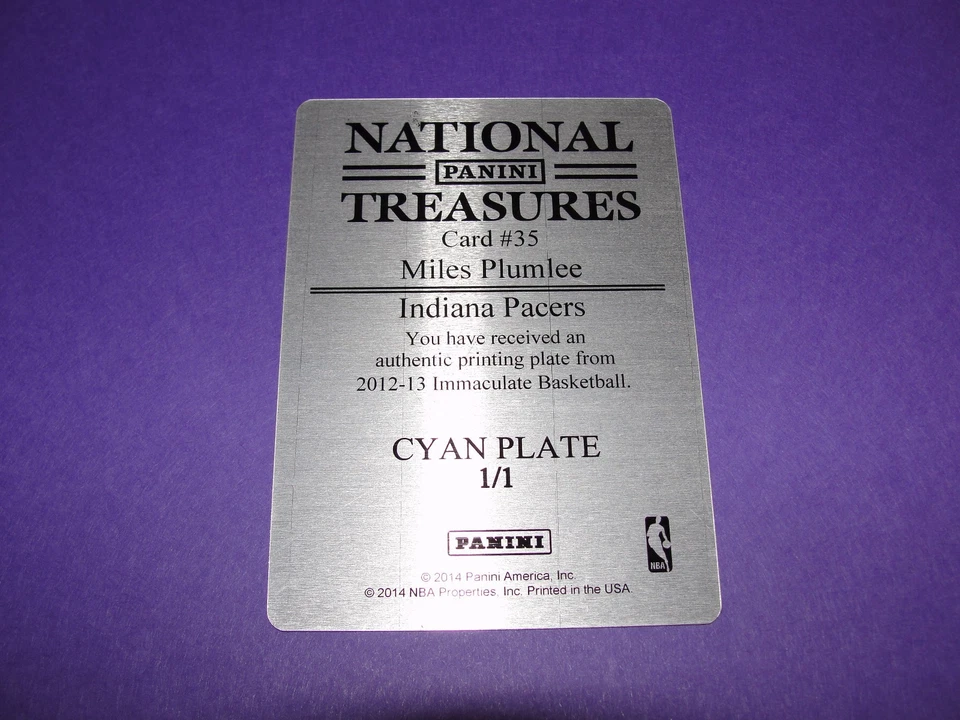 NATIONAL
PANINI
TREASURES
Card #35
Miles Plumlee
Indiana Pacers
You have received an
authentic printing plate from
2012-13 Immaculate Basketball.
CYAN PLATE
1/1
PANINI
NBA
© 2014 Panini America, Inc.
© 2014 NBA Properties, Inc. Printed in the USA.